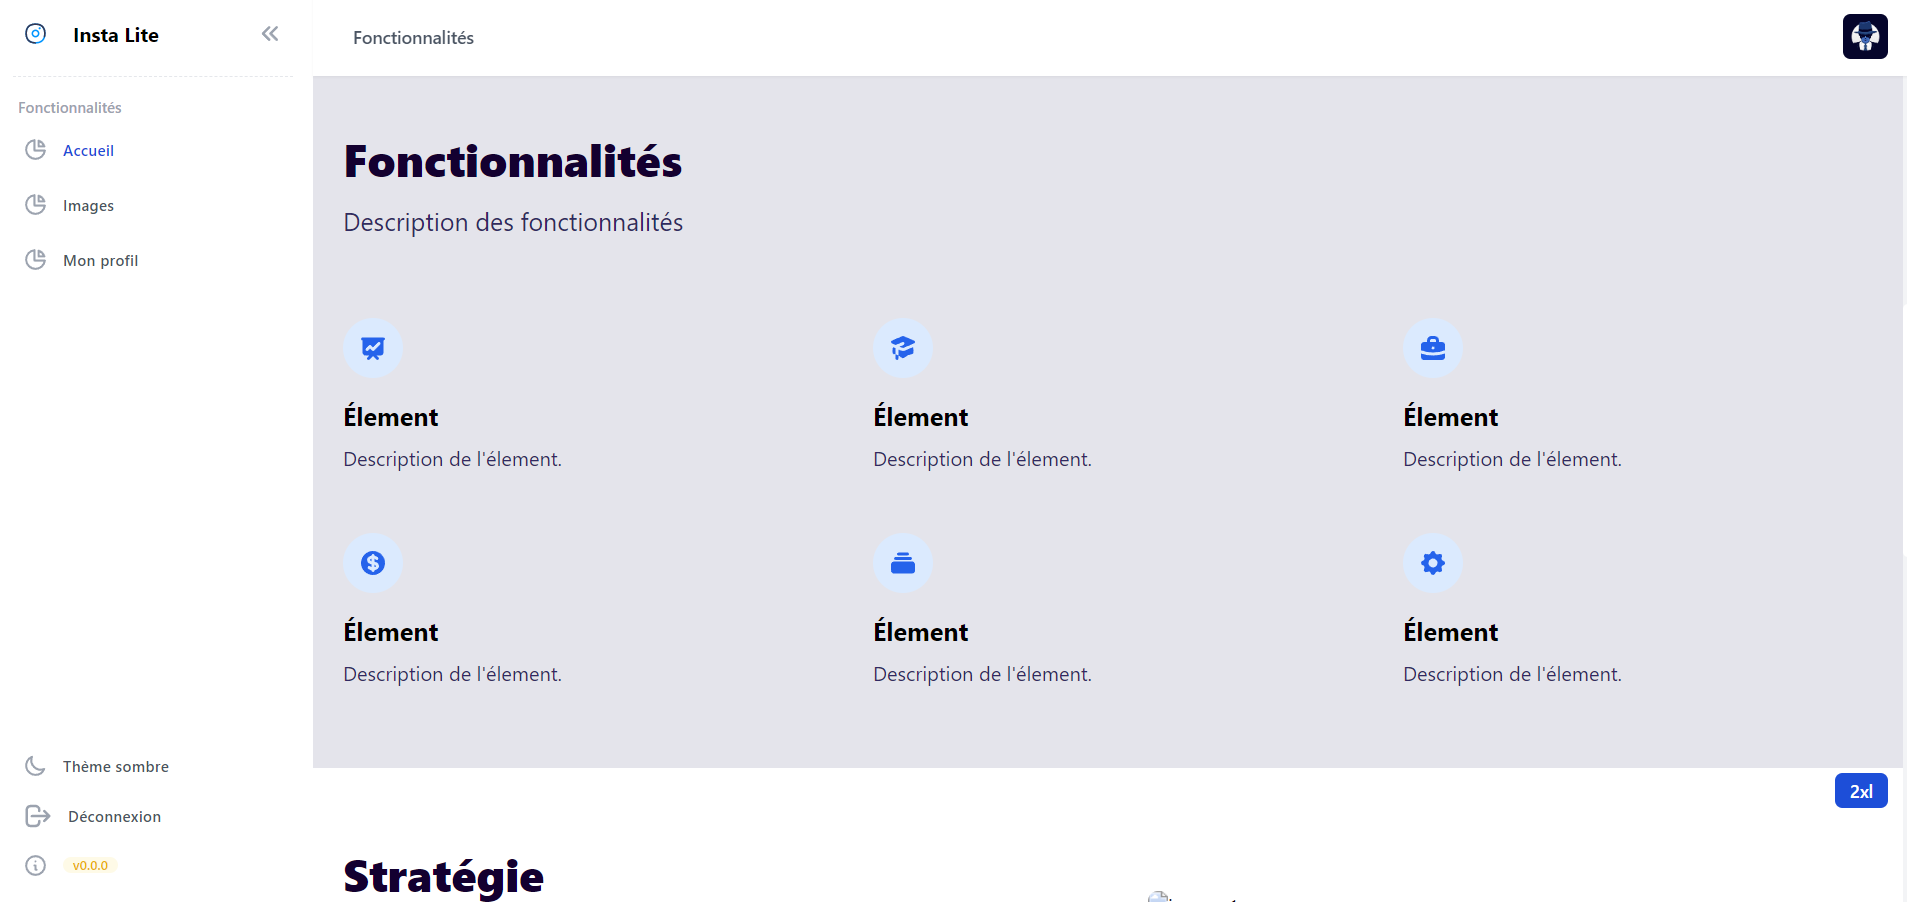 Insta Lite
Fonctionnalités
Fonctionnalités
Accueil
Images
Mon profil
Thème sombre
Déconnexion
v0.0.0
Fonctionnalités
Description des fonctionnalités
Élement
Description de l'élement.
Élement
Description de l'élement.
Élement
Description de l'élement.
Élement
Description de l'élement.
Élement
Description de l'élement.
Élement
Description de l'élement.
2xl
Stratégie